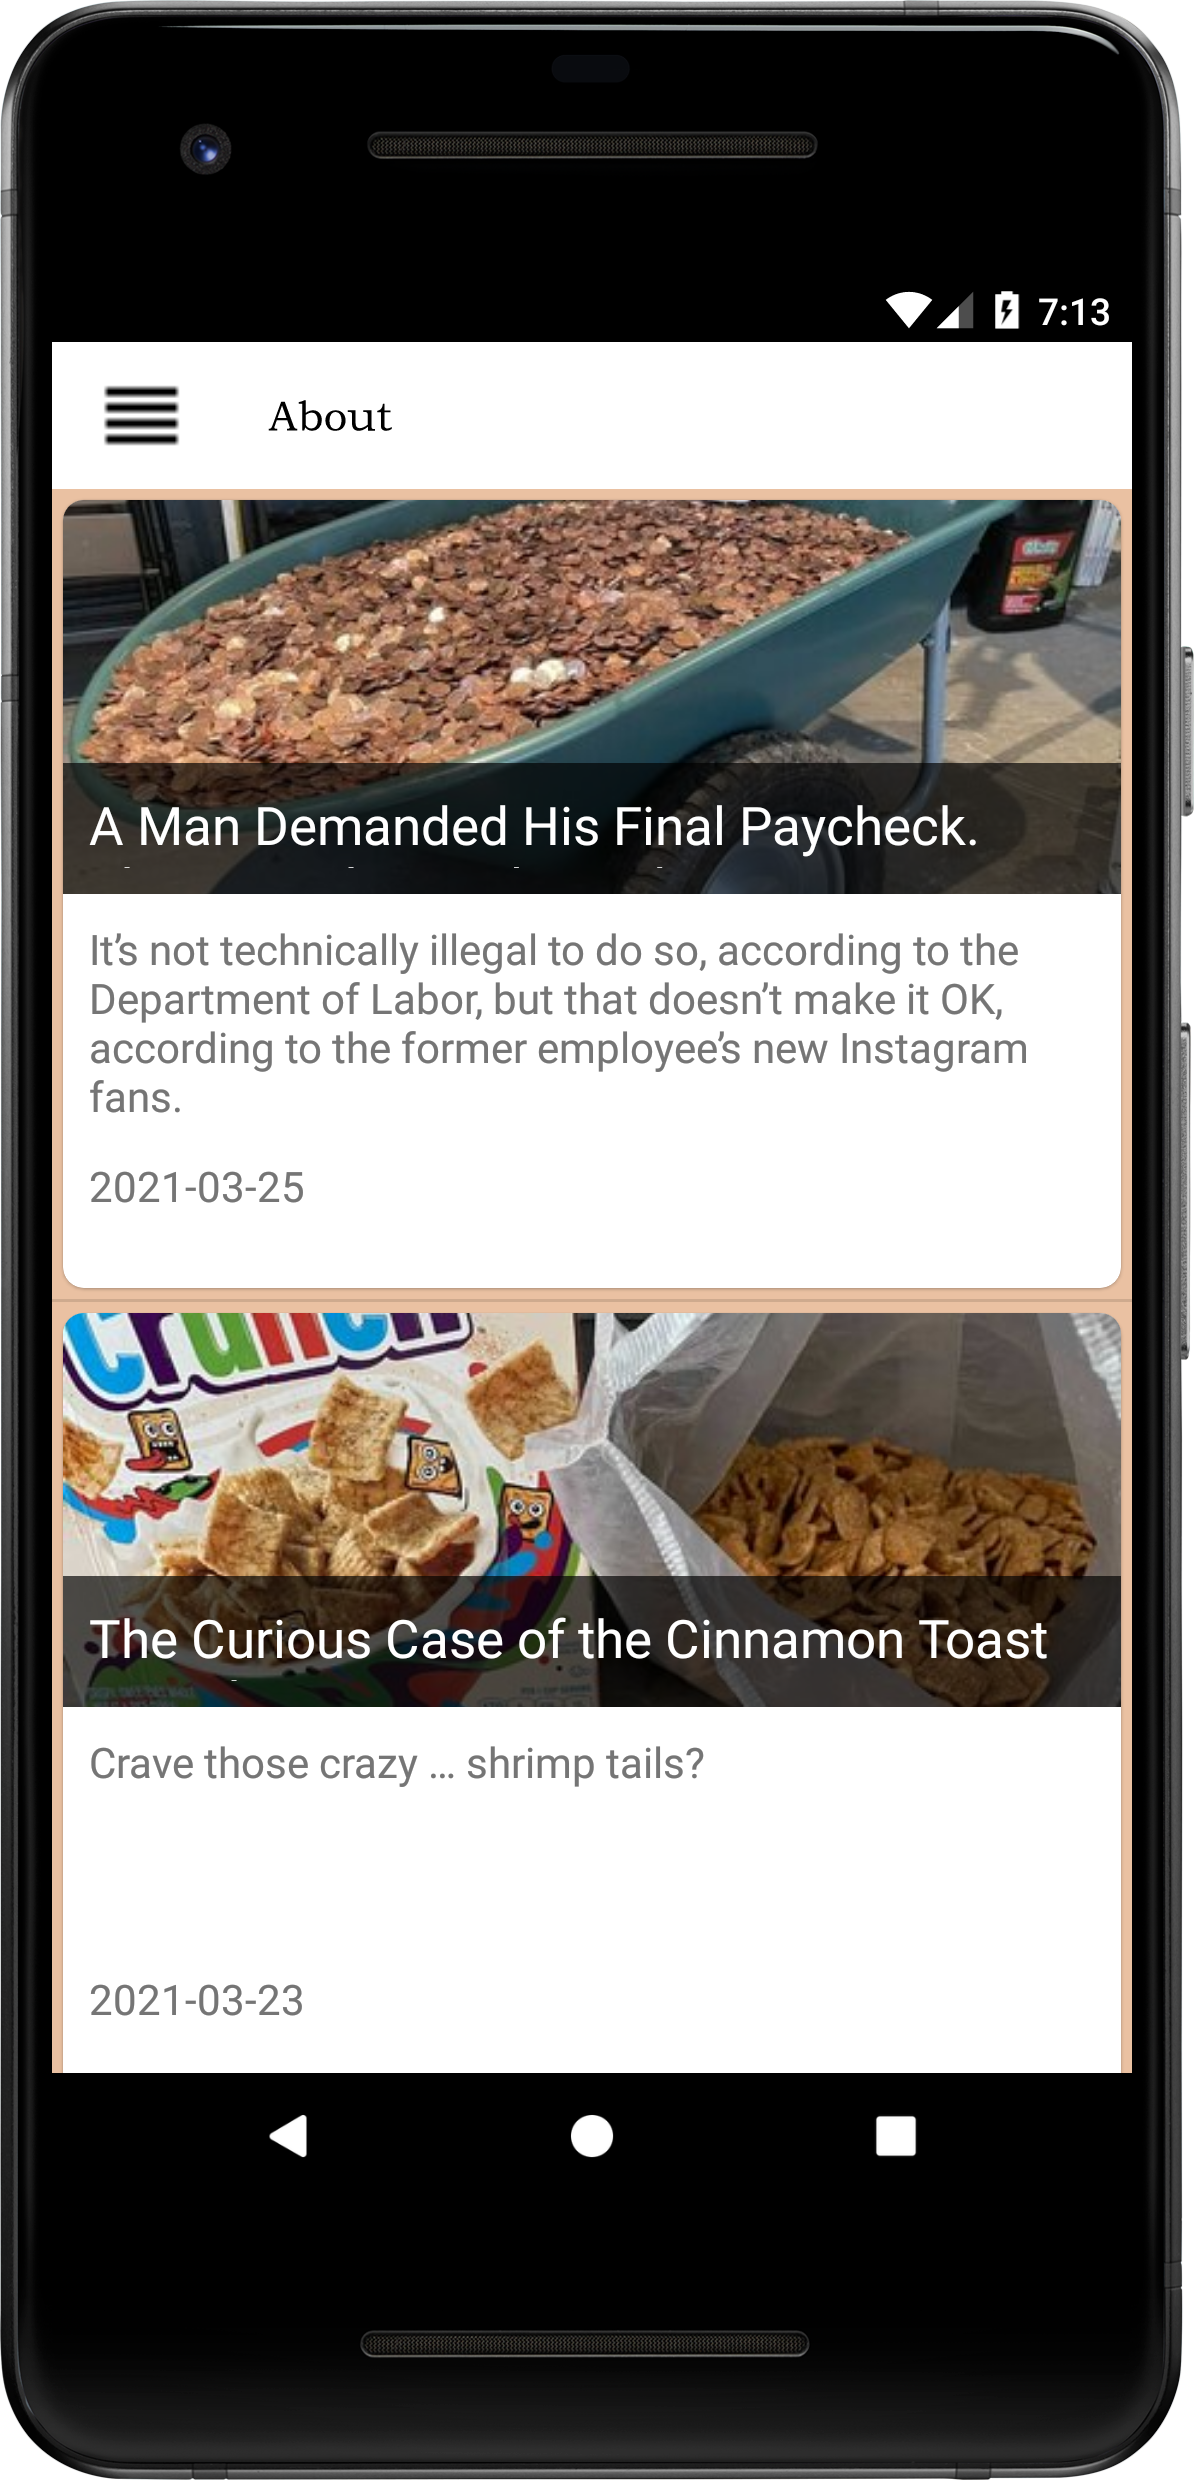 7:13
About
A Man Demanded His Final Paycheck.
It’s not technically illegal to do so, according to the
Department of Labor, but that doesn’t make it OK,
according to the former employee’s new Instagram
fans.
2021-03-25
Crunch
The Curious Case of the Cinnamon Toast
Crave those crazy … shrimp tails?
2021-03-23